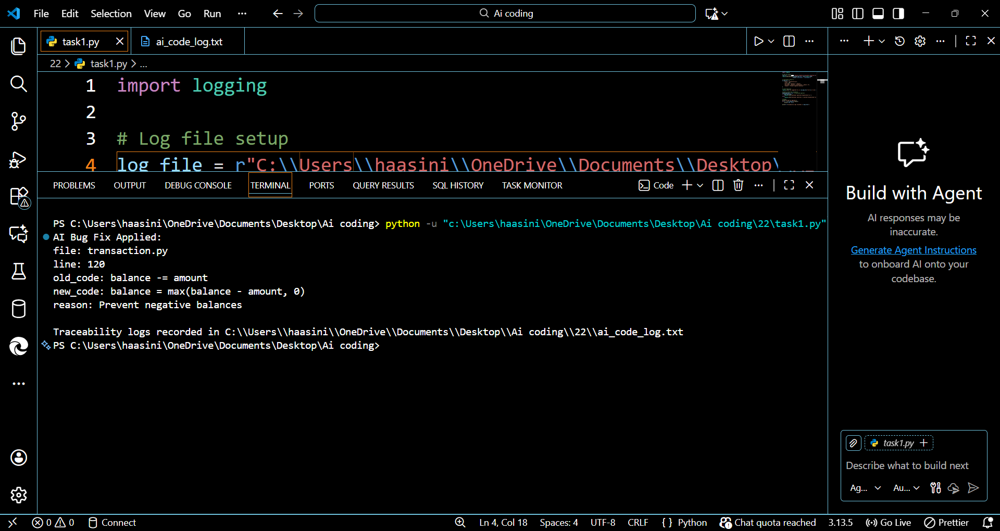 File Edit Selection View Go Run ··· Ai coding
task1.py ai_code_log.txt
22 > task1.py > ...
1 import logging
2
3 # Log file setup
4 log_file = r"C:\\Users\\haasini\\OneDrive\\Documents\\Desktop\
PROBLEMS OUTPUT DEBUG CONSOLE TERMINAL PORTS QUERY RESULTS SQL HISTORY TASK MONITOR Code
PS C:\Users\haasini\OneDrive\Documents\Desktop\Ai coding> python -u "c:\Users\haasini\OneDrive\Documents\Desktop\Ai coding\22\task1.py"
AI Bug Fix Applied:
file: transaction.py
line: 120
old_code: balance -= amount
new_code: balance = max(balance - amount, 0)
reason: Prevent negative balances
Traceability logs recorded in C:\\Users\\haasini\\OneDrive\\Documents\\Desktop\\Ai coding\\22\\ai_code_log.txt
PS C:\Users\haasini\OneDrive\Documents\Desktop\Ai coding>
Build with Agent
AI responses may be
inaccurate.
Generate Agent Instructions
to onboard AI onto your
codebase.
task1.py
Describe what to build next
Ag... Au...
0 0 Connect Ln 4, Col 18 Spaces: 4 UTF-8 CRLF { } Python Chat quota reached 3.13.5 Go Live Prettier